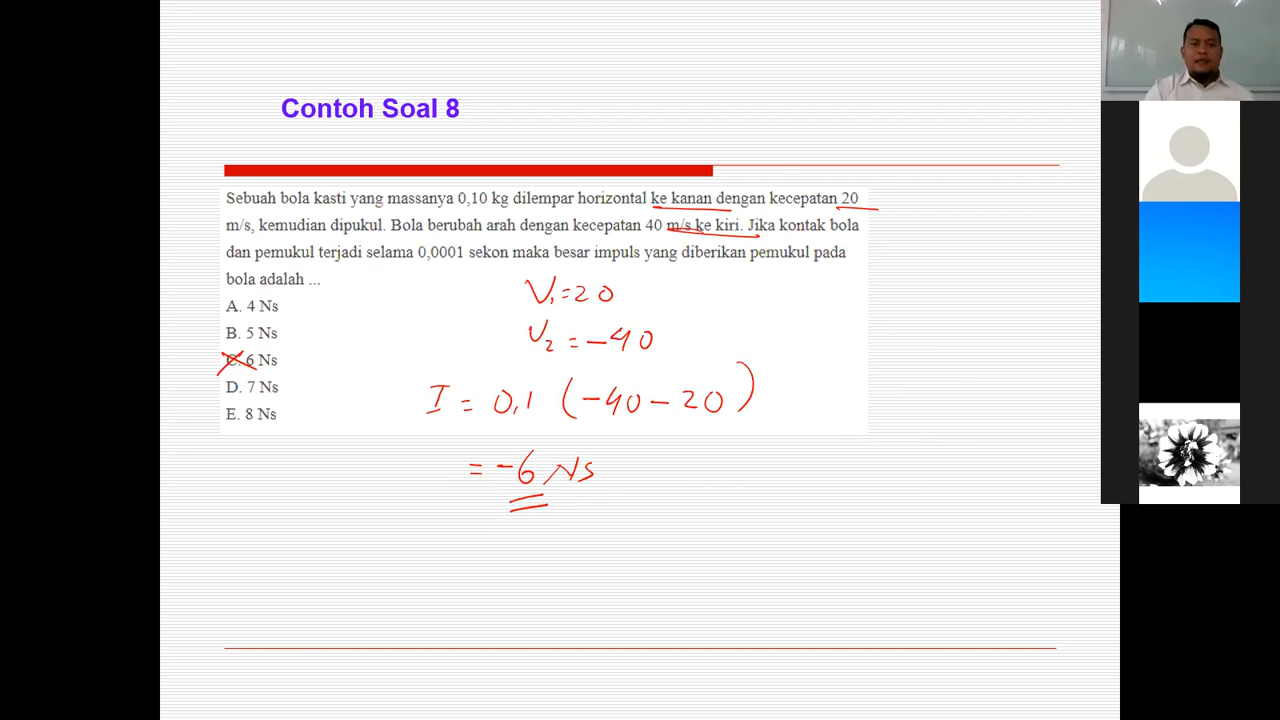 Contoh Soal 8
Sebuah bola kasti yang massanya 0,10 kg dilempar horizontal ke kanan dengan kecepatan 20
m/s, kemudian dipukul. Bola berubah arah dengan kecepatan 40 m/s ke kiri. Jika kontak bola
dan pemukul terjadi selama 0,0001 sekon maka besar impuls yang diberikan pemukul pada
bola adalah ...
A. 4 Ns
B. 5 Ns
C. 6 Ns
D. 7 Ns
E. 8 Ns
V₁ = 20
V₂ = -40
I = 0,1 (-40 - 20)
= -6 Ns